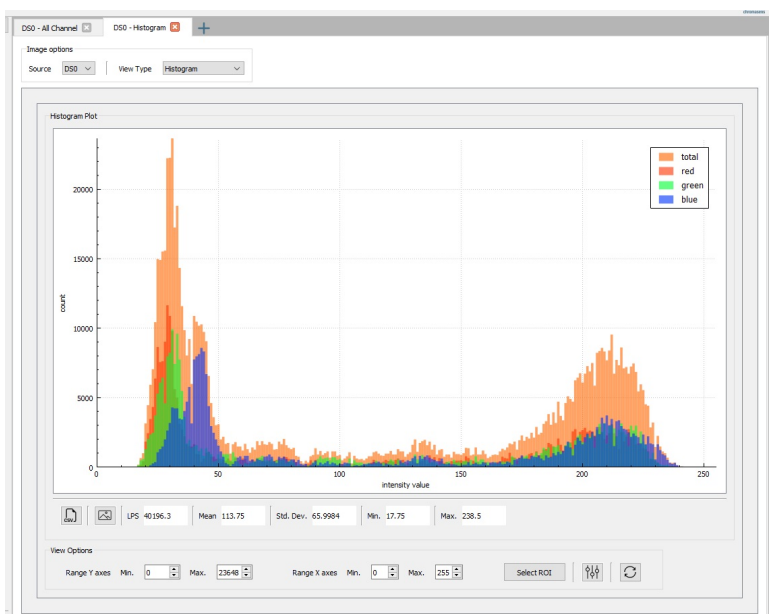 DS0 - All Channel
DS0 - Histogram
Image options
Source DS0 View Type Histogram
Histogram Plot
total
red
green
blue
20000
15000
10000
5000
0
count
0 50 100 150 200 250
intensity value
CSV LPS 40196.3 Mean 113.75 Std. Dev. 65.9984 Min. 17.75 Max. 238.5
View Options
Range Y axes Min. 0 Max. 23648 Range X axes Min. 0 Max. 255 Select ROI